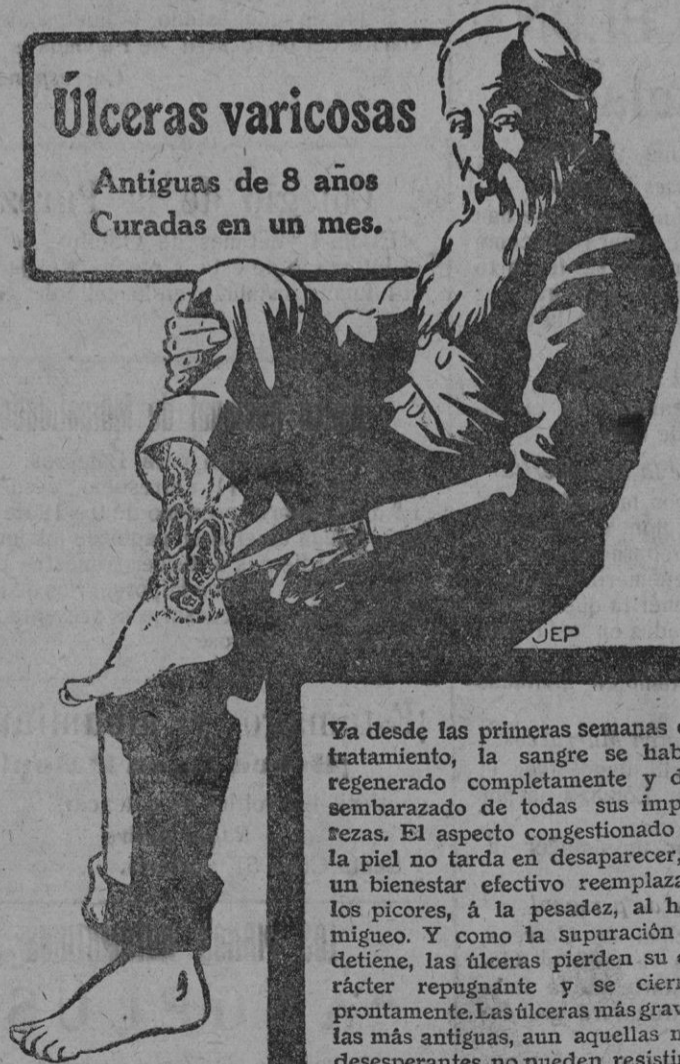 Úlceras varicosas
Antiguas de 8 años
Curadas en un mes.
JEP
Ya desde las primeras semanas
tratamiento, la sangre se
regenerado completamente y
sembarazado de todas sus
rezas. El aspecto congestionado
la piel no tarda en desaparecer,
un bienestar efectivo
los picores, á la pesadez, al
migueo. Y como la supuración
detiene, las úlceras pierden su
rácter repugnante y se
prontamente. Las úlceras más
las más antiguas, aun aquellas
desesperantes no pueden